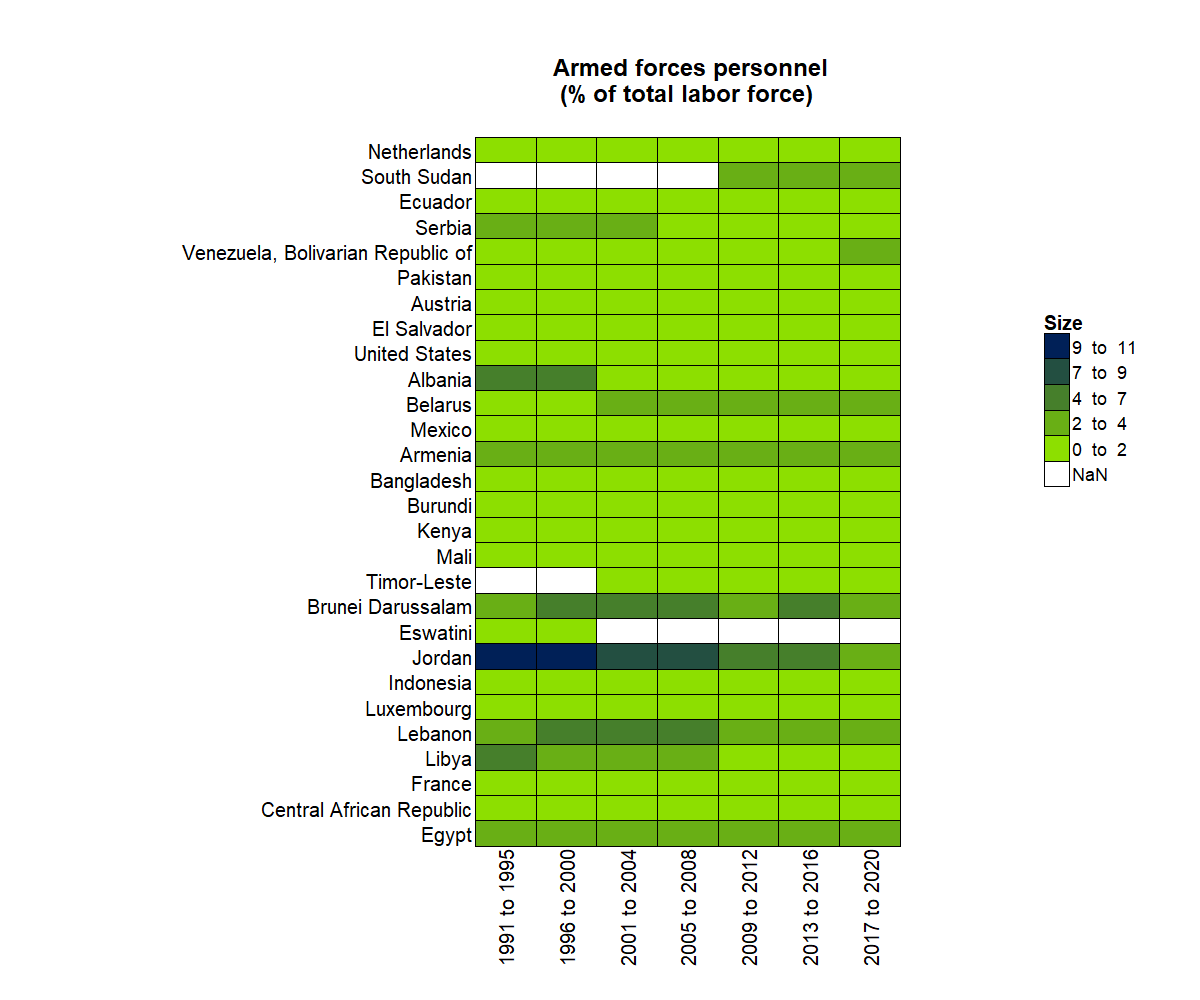 Armed forces personnel
(% of total labor force)
Netherlands
South Sudan
Ecuador
Serbia
Venezuela, Bolivarian Republic of
Pakistan
Austria
El Salvador
United States
Albania
Belarus
Mexico
Armenia
Bangladesh
Burundi
Kenya
Mali
Timor-Leste
Brunei Darussalam
Eswatini
Jordan
Indonesia
Luxembourg
Lebanon
Libya
France
Central African Republic
Egypt
1991 to 1995
1996 to 2000
2001 to 2004
2005 to 2008
2009 to 2012
2013 to 2016
2017 to 2020
Size
9 to 11
7 to 9
4 to 7
2 to 4
0 to 2
NaN